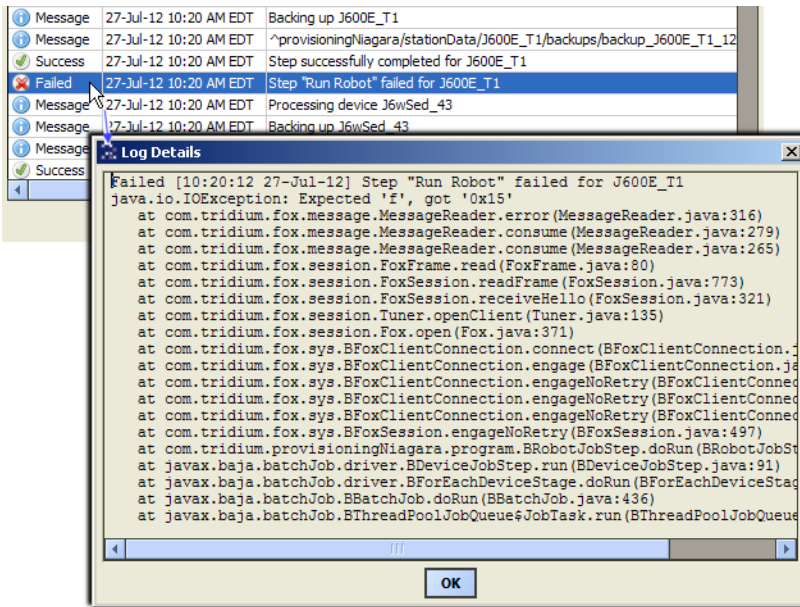 Message 27-Jul-12 10:20 AM EDT Backing up J600E_T1
Message 27-Jul-12 10:20 AM EDT ^provisioningNiagara/stationData/J600E_T1/backups/backup_J600E_T1_12
Success 27-Jul-12 10:20 AM EDT Step successfully completed for J600E_T1
Failed 27-Jul-12 10:20 AM EDT Step "Run Robot" failed for J600E_T1
Message 27-Jul-12 10:20 AM EDT Processing device J6wSed_43
Message 27-Jul-12 10:20 AM EDT Backing up J6wSed_43
Message
Success
Log Details
Failed [10:20:12 27-Jul-12] Step "Run Robot" failed for J600E_T1
java.io.IOException: Expected 'f', got '0x15'
at com.tridium.fox.message.MessageReader.error(MessageReader.java:316)
at com.tridium.fox.message.MessageReader.consume(MessageReader.java:279)
at com.tridium.fox.message.MessageReader.consume(MessageReader.java:265)
at com.tridium.fox.session.FoxFrame.read(FoxFrame.java:80)
at com.tridium.fox.session.FoxSession.readFrame(FoxSession.java:773)
at com.tridium.fox.session.FoxSession.receiveHello(FoxSession.java:321)
at com.tridium.fox.session.Tuner.openClient(Tuner.java:135)
at com.tridium.fox.session.Fox.open(Fox.java:371)
at com.tridium.fox.sys.BFoxClientConnection.connect(BFoxClientConnection.j
at com.tridium.fox.sys.BFoxClientConnection.engage(BFoxClientConnection.ja
at com.tridium.fox.sys.BFoxClientConnection.engageNoRetry(BFoxClientConnec
at com.tridium.fox.sys.BFoxClientConnection.engageNoRetry(BFoxClientConnec
at com.tridium.fox.sys.BFoxClientConnection.engageNoRetry(BFoxClientConnec
at com.tridium.fox.sys.BFoxSession.engageNoRetry(BFoxSession.java:497)
at com.tridium.provisioningNiagara.program.BRobotJobStep.doRun(BRobotJobSt
at javax.baja.batchJob.driver.BDeviceJobStep.run(BDeviceJobStep.java:91)
at javax.baja.batchJob.driver.BForEachDeviceStage.doRun(BForEachDeviceStag
at javax.baja.batchJob.BBatchJob.doRun(BBatchJob.java:436)
at javax.baja.batchJob.BThreadPoolJobQueue$JobTask.run(BThreadPoolJobQueue
OK